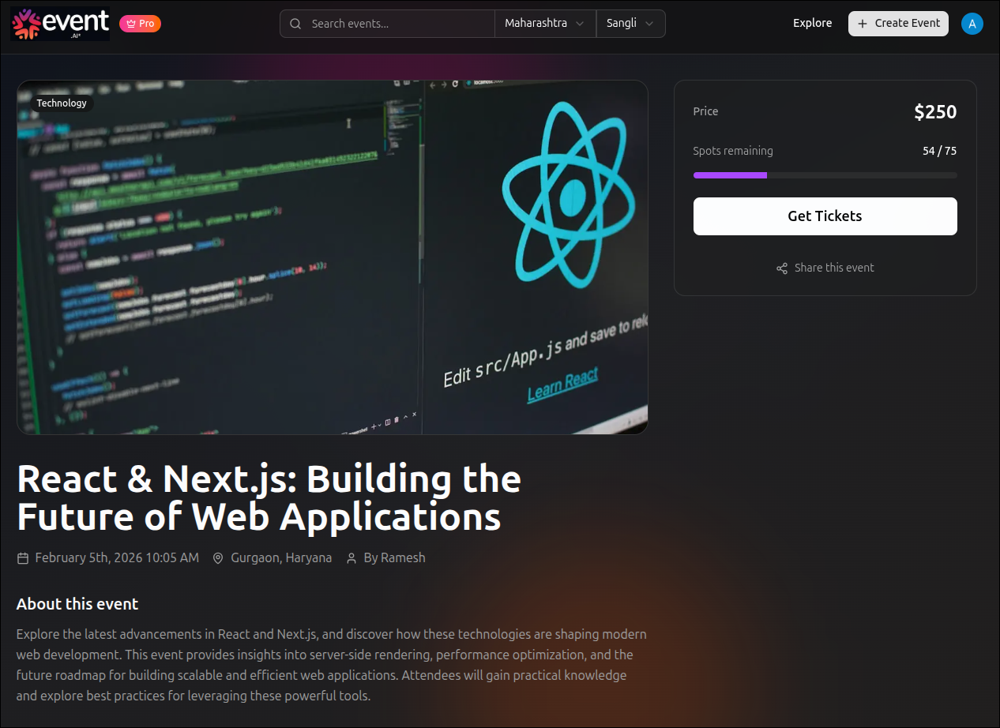 event
.AI*
Pro
Search events...
Maharashtra
Sangli
Explore
+ Create Event
A
Technology
Edit src/App.js and save to relo
Learn React
Price
$250
Spots remaining
54 / 75
Get Tickets
Share this event
React & Next.js: Building the
Future of Web Applications
February 5th, 2026 10:05 AM
Gurgaon, Haryana
By Ramesh
About this event
Explore the latest advancements in React and Next.js, and discover how these technologies are shaping modern
web development. This event provides insights into server-side rendering, performance optimization, and the
future roadmap for building scalable and efficient web applications. Attendees will gain practical knowledge
and explore best practices for leveraging these powerful tools.